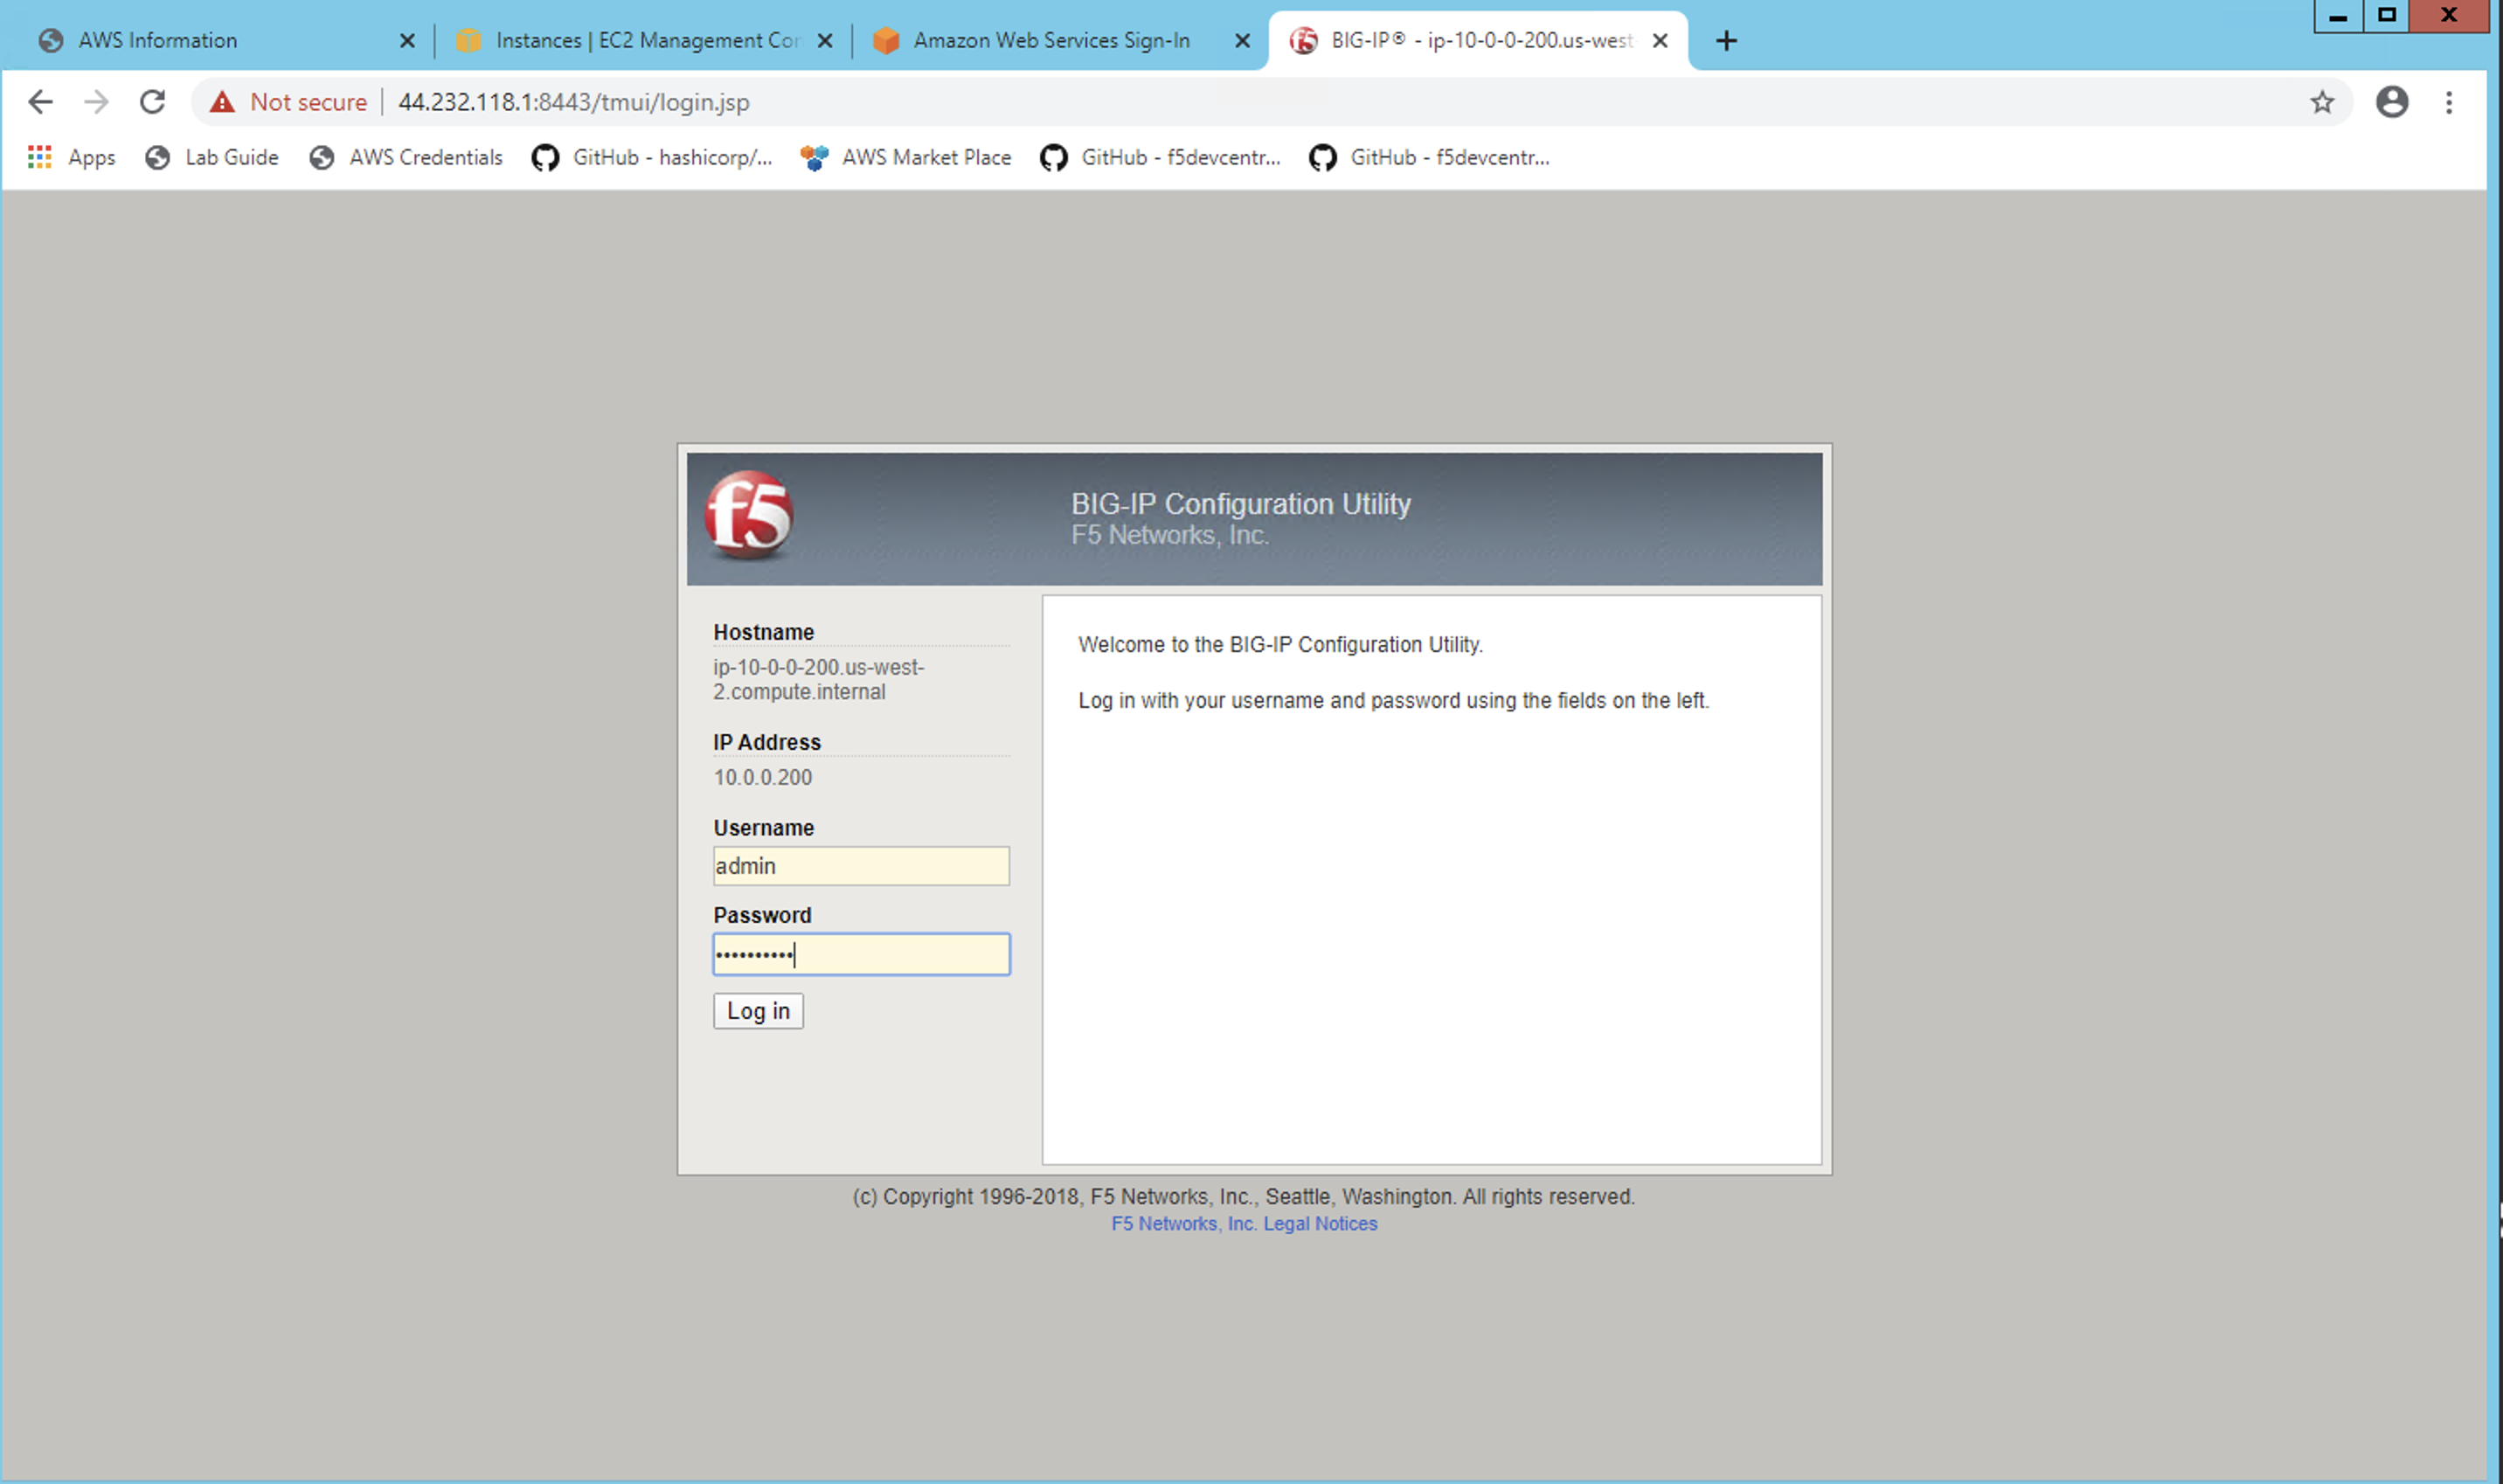 AWS Information
Instances | EC2 Management Con
Amazon Web Services Sign-In
BIG-IP® - ip-10-0-0-200.us-west
Not secure
44.232.118.1:8443/tmui/login.jsp
Apps
Lab Guide
AWS Credentials
GitHub - hashicorp/...
AWS Market Place
GitHub - f5devcentr...
GitHub - f5devcentr...
f5
BIG-IP Configuration Utility
F5 Networks, Inc.
Hostname
ip-10-0-0-200.us-west-
2.compute.internal
IP Address
10.0.0.200
Username
admin
Password
••••••••••
Log in
Welcome to the BIG-IP Configuration Utility.
Log in with your username and password using the fields on the left.
(c) Copyright 1996-2018, F5 Networks, Inc., Seattle, Washington. All rights reserved.
F5 Networks, Inc. Legal Notices